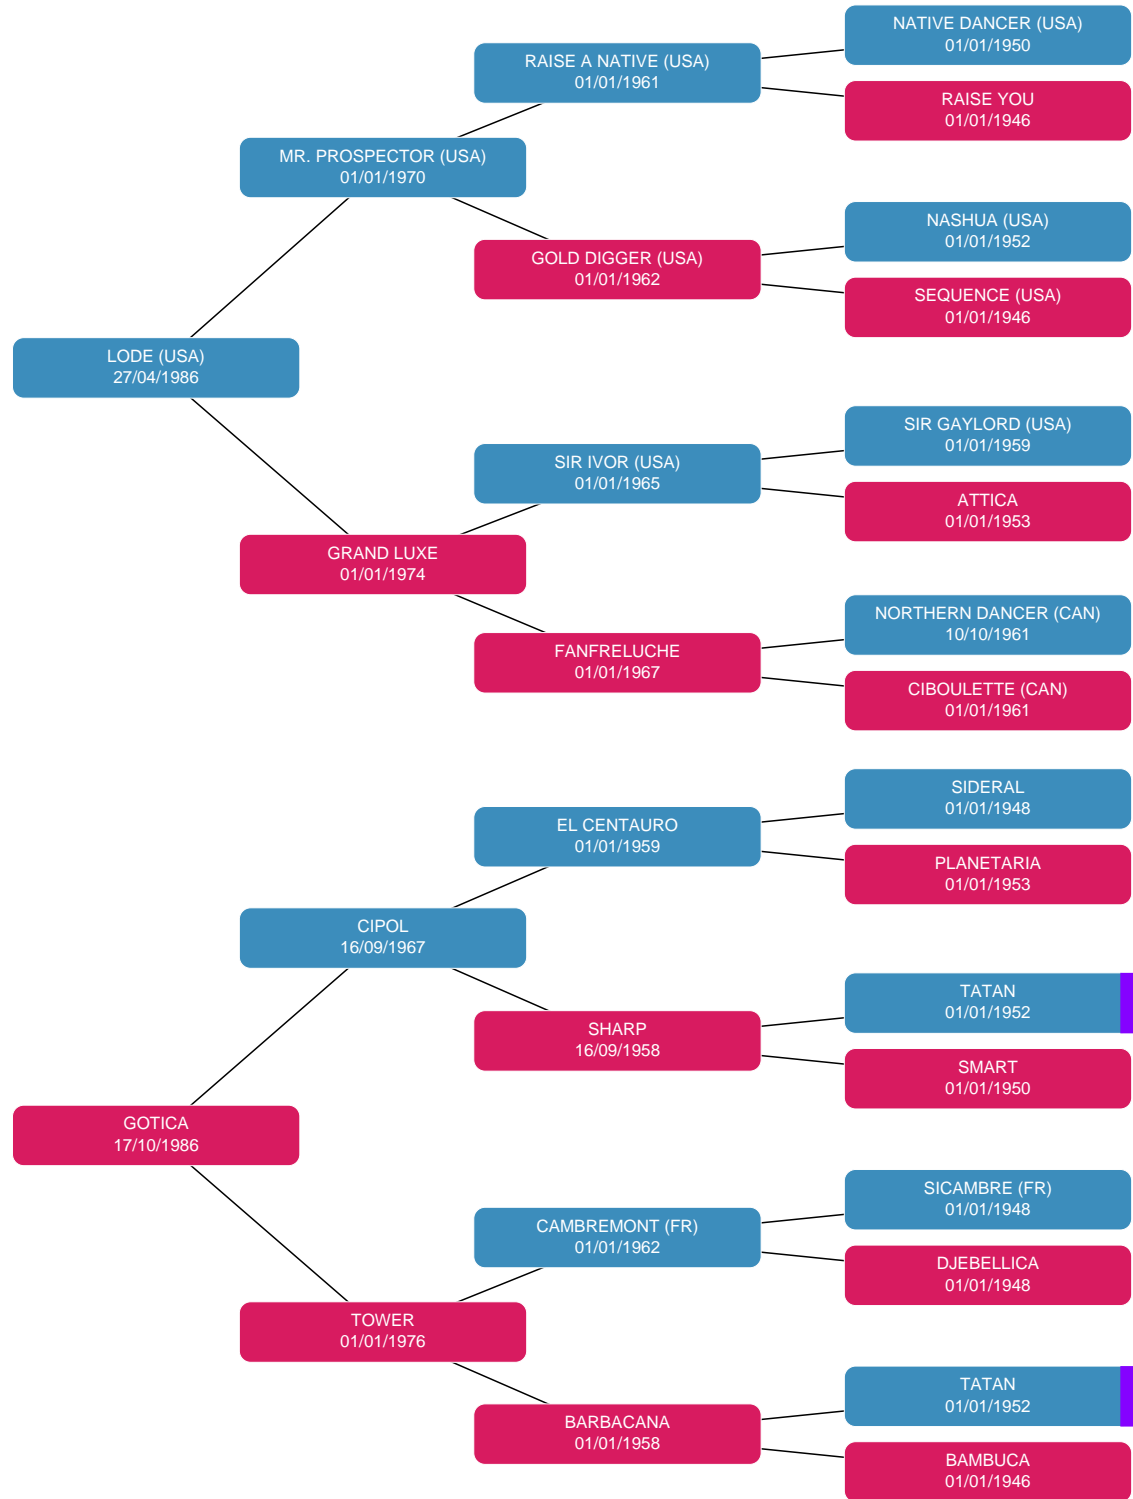 NATIVE DANCER (USA)
01/01/1950
RAISE A NATIVE (USA)
01/01/1961
RAISE YOU
01/01/1946
MR. PROSPECTOR (USA)
01/01/1970
NASHUA (USA)
01/01/1952
GOLD DIGGER (USA)
01/01/1962
SEQUENCE (USA)
01/01/1946
LODE (USA)
27/04/1986
SIR GAYLORD (USA)
01/01/1959
SIR IVOR (USA)
01/01/1965
ATTICA
01/01/1953
GRAND LUXE
01/01/1974
NORTHERN DANCER (CAN)
10/10/1961
FANFRELUCHE
01/01/1967
CIBOULETTE (CAN)
01/01/1961
SIDERAL
01/01/1948
EL CENTAURO
01/01/1959
PLANETARIA
01/01/1953
CIPOL
16/09/1967
TATAN
01/01/1952
SHARP
16/09/1958
SMART
01/01/1950
GOTICA
17/10/1986
SICAMBRE (FR)
01/01/1948
CAMBREMONT (FR)
01/01/1962
DJEBELLICA
01/01/1948
TOWER
01/01/1976
TATAN
01/01/1952
BARBACANA
01/01/1958
BAMBUCA
01/01/1946